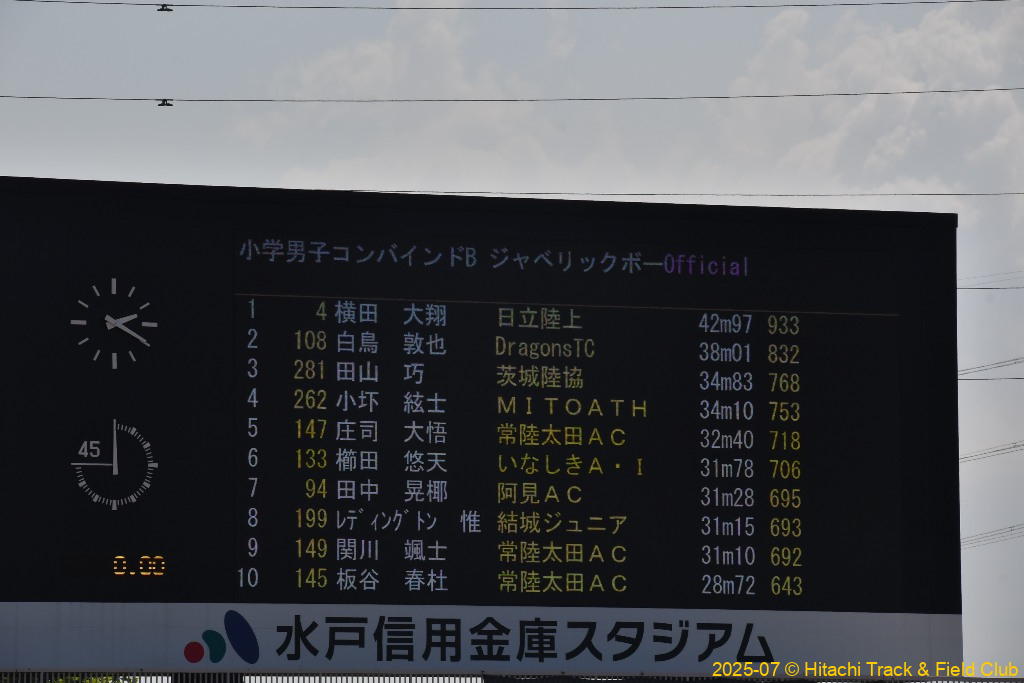 小学男子コンバインドB ジャベリックボーOfficial
1 4 横田 大翔 日立陸上 42m97 933
2 108 白鳥 敦也 DragonsTC 38m01 832
3 281 田山 巧 茨城陸協 34m83 768
4 262 小圷 絃士 ＭＩＴＯＡＴＨ 34m10 753
5 147 庄司 大悟 常陸太田ＡＣ 32m40 718
6 133 櫛田 悠天 いなしきＡ・Ｉ 31m78 706
7 94 田中 晃椰 阿見ＡＣ 31m28 695
8 199 ﾚﾃﾞｨﾝｸﾞﾄﾝ 惟 結城ジュニア 31m15 693
9 149 関川 颯士 常陸太田ＡＣ 31m10 692
10 145 板谷 春杜 常陸太田ＡＣ 28m72 643
45
0.00
水戸信用金庫スタジアム
2025-07 © Hitachi Track & Field Club